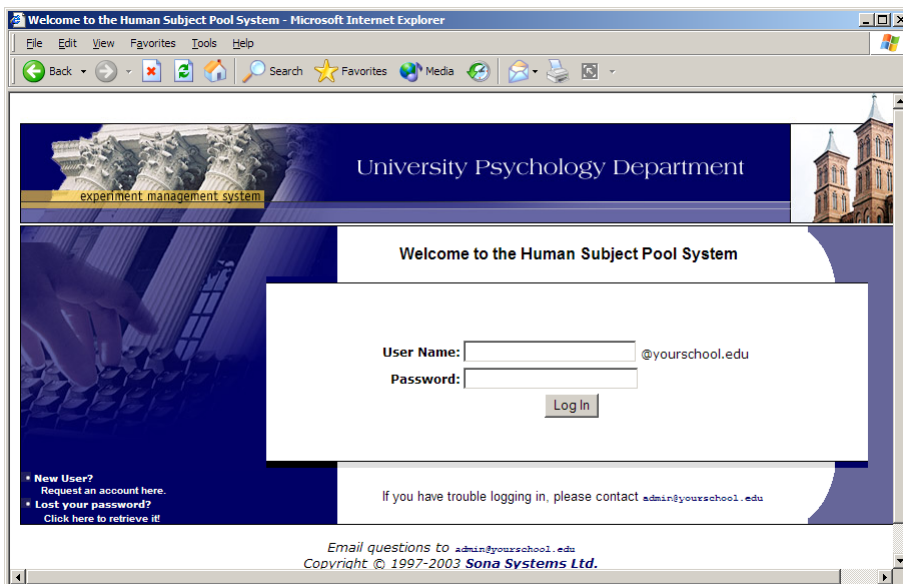 Welcome to the Human Subject Pool System - Microsoft Internet Explorer
File Edit View Favorites Tools Help
Back Search Favorites Media
University Psychology Department
experiment management system
Welcome to the Human Subject Pool System
User Name: @yourschool.edu
Password:
Log In
New User?
Request an account here.
Lost your password?
Click here to retrieve it!
If you have trouble logging in, please contact admin@yourschool.edu
Email questions to admin@yourschool.edu
Copyright © 1997-2003 Sona Systems Ltd.